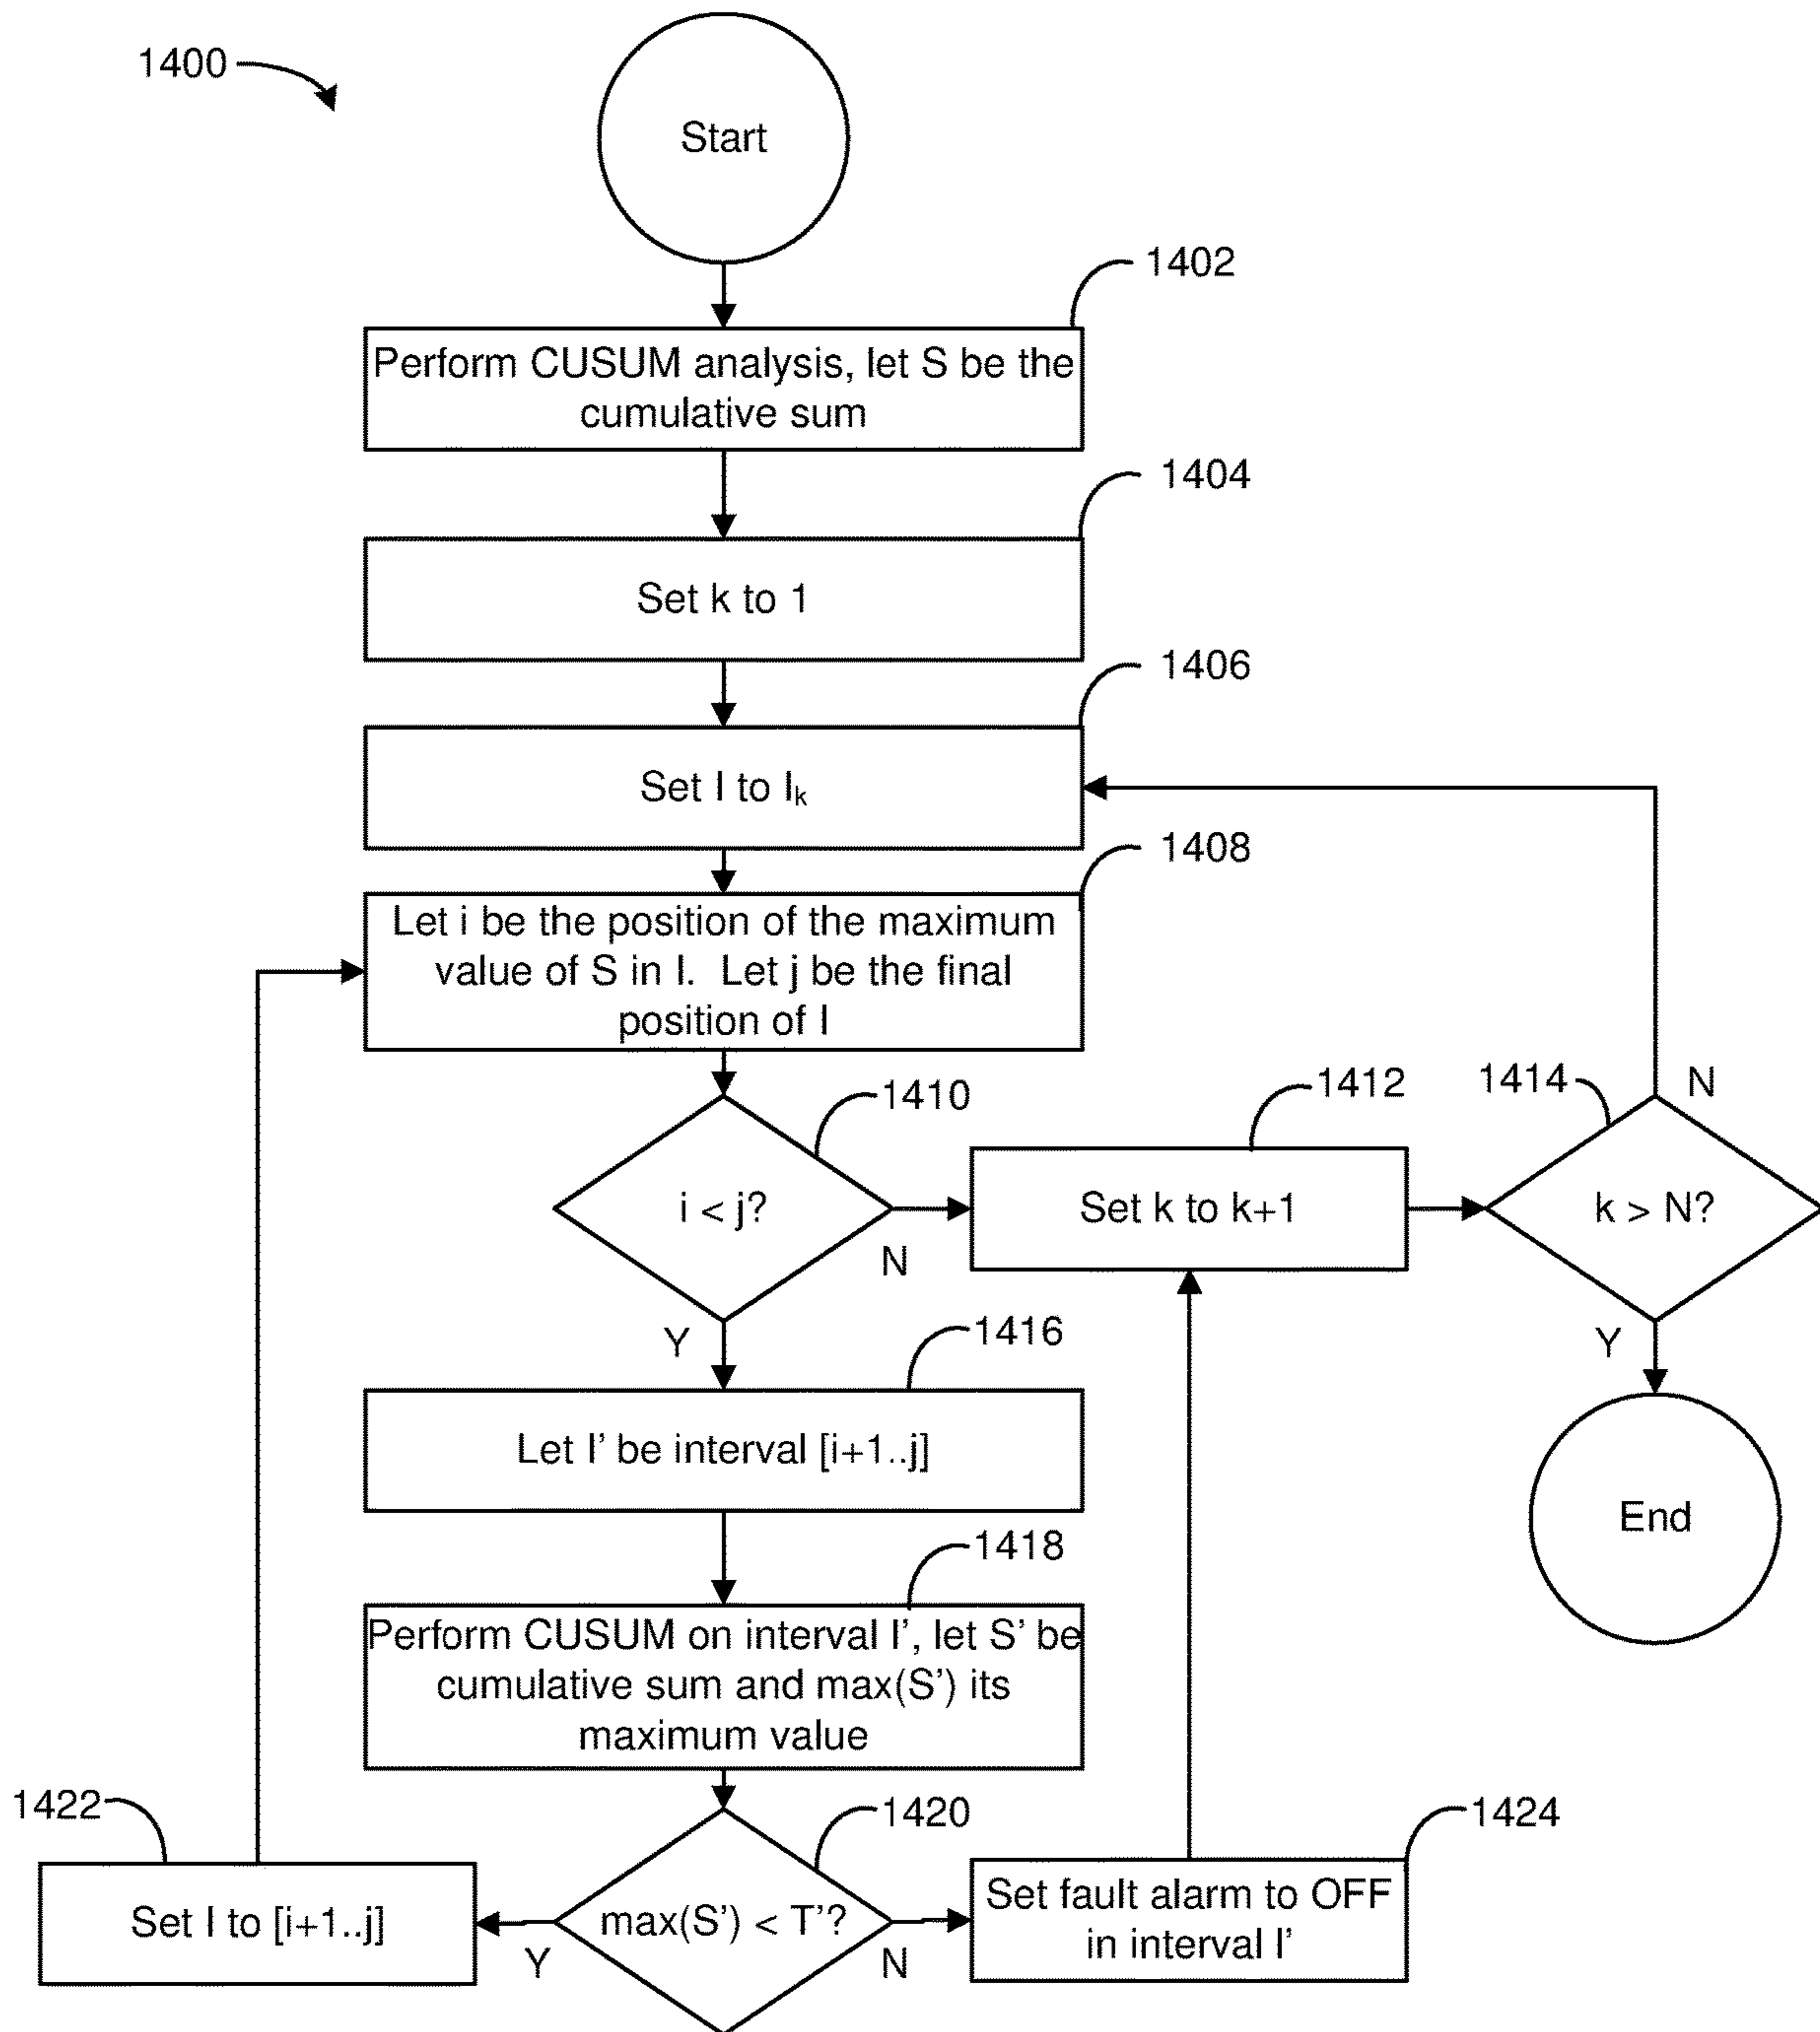 1400
Start
1402
Perform CUSUM analysis, let S be the
cumulative sum
1404
Set k to 1
1406
Set I to Iₖ
1408
Let i be the position of the maximum
value of S in I.  Let j be the final
position of I
1410
i < j?
N
Y
1412
Set k to k+1
1414
N
k > N?
Y
End
1416
Let I' be interval [i+1..j]
1418
Perform CUSUM on interval I', let S' be
cumulative sum and max(S') its
maximum value
1420
max(S') < T'?
Y
N
1422
Set I to [i+1..j]
1424
Set fault alarm to OFF
in interval I'